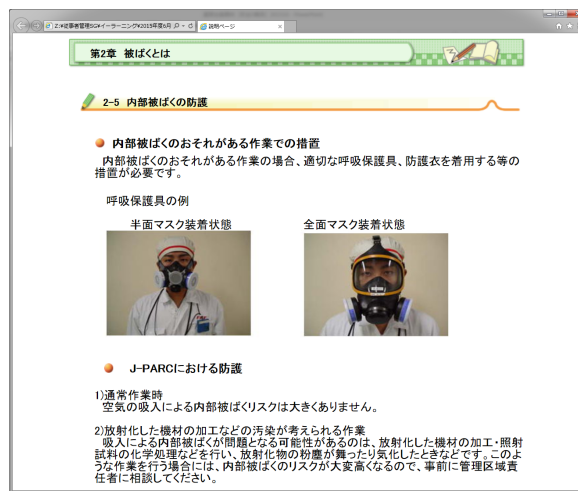 Z:¥従事者管理SG¥イーラーニング¥2015年度6月
説明ページ
第2章 被ばくとは
2-5 内部被ばくの防護
内部被ばくのおそれがある作業での措置
内部被ばくのおそれがある作業の場合、適切な呼吸保護具、防護衣を着用する等の
措置が必要です。
呼吸保護具の例
半面マスク装着状態
全面マスク装着状態
J-PARCにおける防護
1)通常作業時
空気の吸入による内部被ばくリスクは大きくありません。
2)放射化した機材の加工などの汚染が考えられる作業
吸入による内部被ばくが問題となる可能性があるのは、放射化した機材の加工・照射
試料の化学処理などを行い、放射化物の粉塵が舞ったり気化したときなどです。このよ
うな作業を行う場合には、内部被ばくのリスクが大変高くなるので、事前に管理区域責
任者に相談してください。